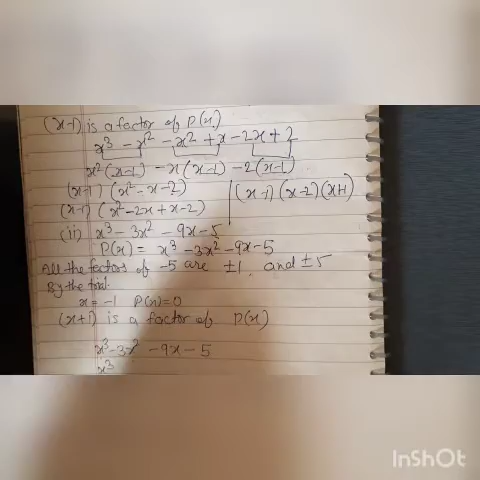 (x-1) is a factor of P(x)
x³ - x² - x² + x - 2x + 2
x²(x-1) - x(x-1) - 2(x-1)
(x-1) (x² - x - 2) | (x-1)(x-2)(x+1)
(x-1) (x² - 2x + x - 2)
(ii) x³ - 3x² - 9x - 5
P(x) = x³ - 3x² - 9x - 5
All the factors of -5 are ±1, and ±5
By the trial.
x = -1 P(x) = 0
(x+1) is a factor of P(x)
x³ - 3x² - 9x - 5
x³
InShOt